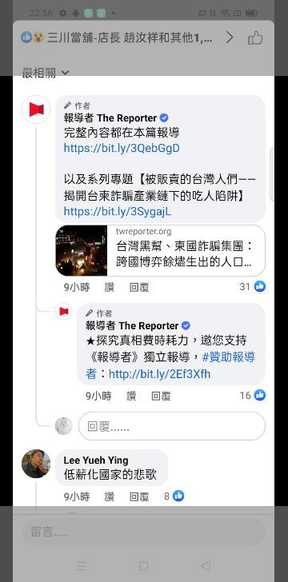 22:56
三川當舖-店長 趙汝祥和其他1,...
最相關
作者
報導者 The Reporter
完整內容都在本篇報導
https://bit.ly/3QebGgD
以及系列專題【被販賣的台灣人們——
揭開台柬詐騙產業鏈下的吃人陷阱】
https://bit.ly/3SygajL
twreporter.org
台灣黑幫、柬國詐騙集團：
跨國博弈餘燼生出的人口...
9小時 讚 回覆 31
作者
報導者 The Reporter
★探究真相費時耗力，邀您支持
《報導者》獨立報導，#贊助報導
者：http://bit.ly/2Ef3Xfh
9小時 讚 回覆 16
回覆......
Lee Yueh Ying
低薪化國家的悲歌
9小時 讚 回覆 8
留言....